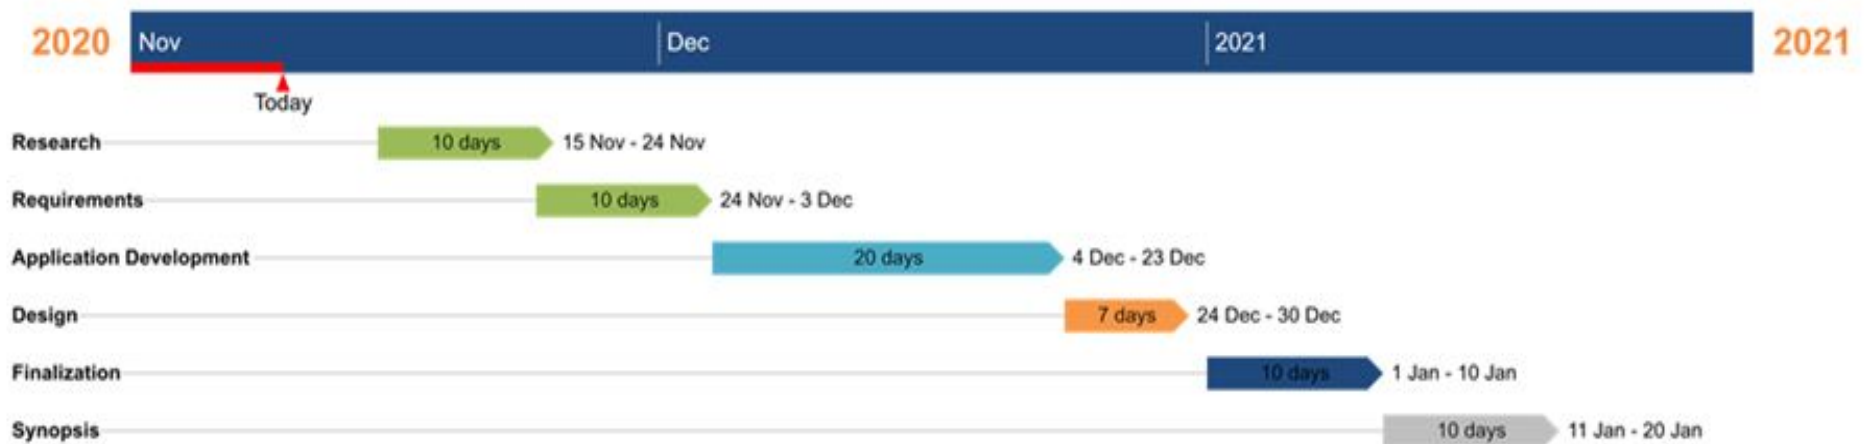 2020 Nov Dec 2021 2021
Today
Research 10 days 15 Nov - 24 Nov
Requirements 10 days 24 Nov - 3 Dec
Application Development 20 days 4 Dec - 23 Dec
Design 7 days 24 Dec - 30 Dec
Finalization 10 days 1 Jan - 10 Jan
Synopsis 10 days 11 Jan - 20 Jan